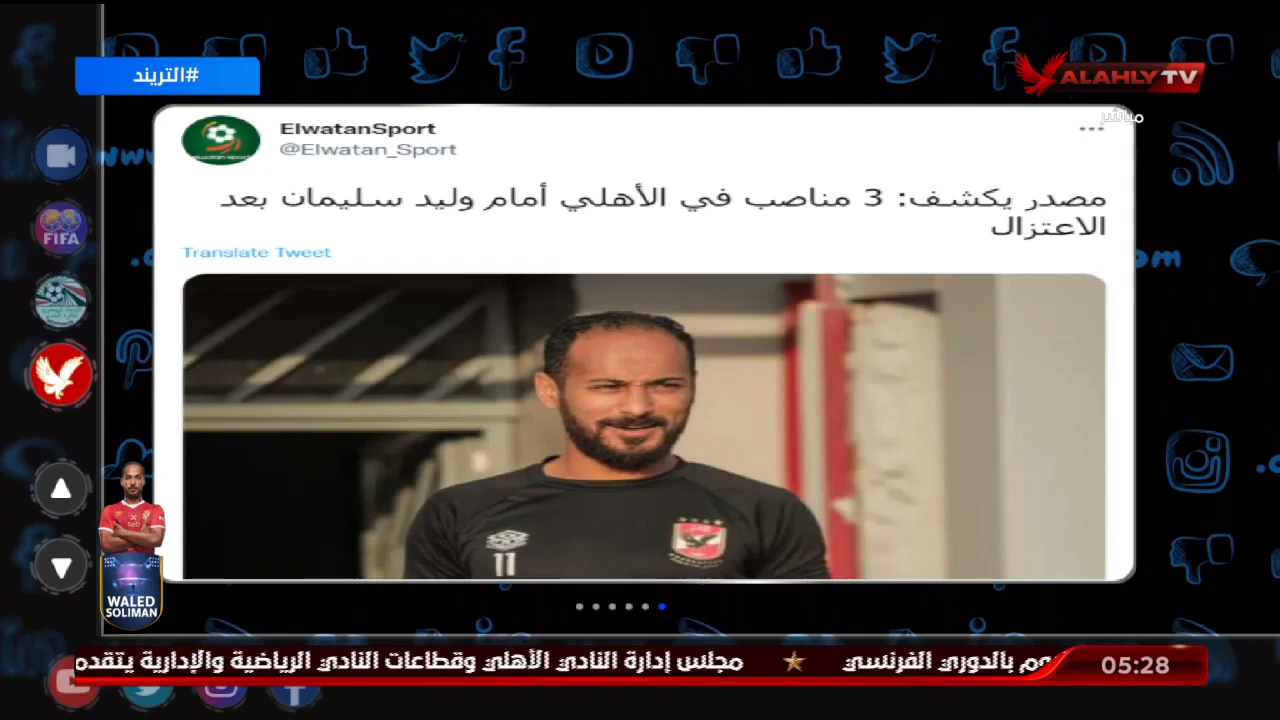 #التريند
ALAHLY TV
مباشر
ElwatanSport
@Elwatan_Sport
مصدر يكشف: 3 مناصب في الأهلي أمام وليد سليمان بعد
الاعتزال
Translate Tweet
FIFA
11
WALED
SOLIMAN
بالدوري الفرنسي
مجلس إدارة النادي الأهلي وقطاعات النادي الرياضية والإدارية يتقدم
05:28